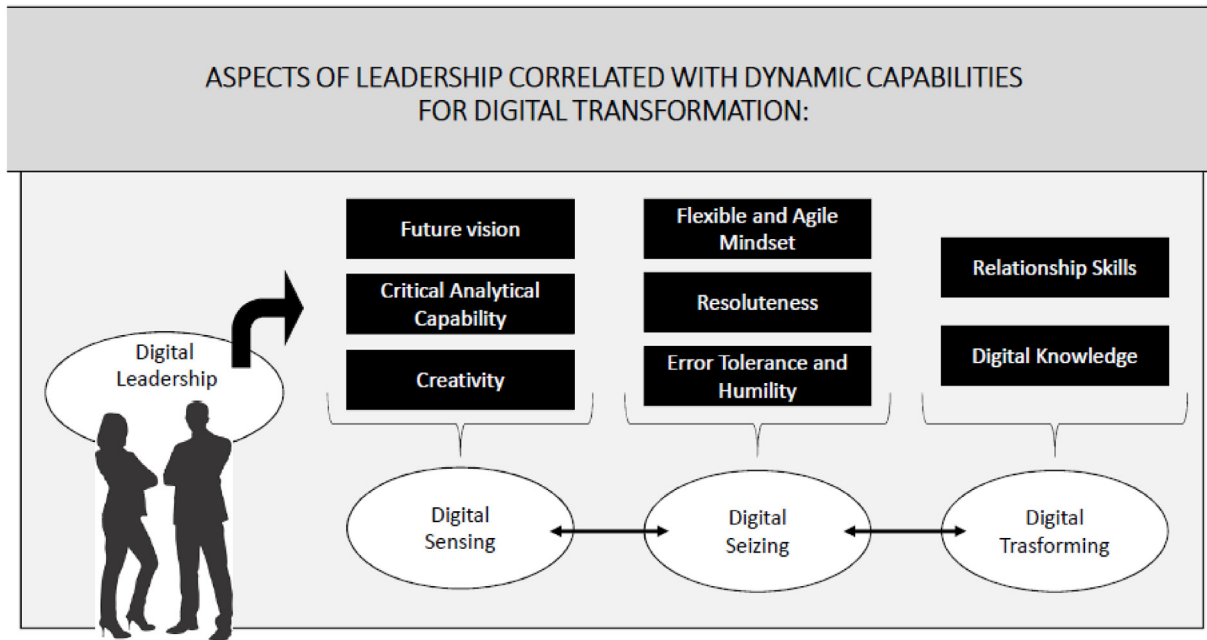 ASPECTS OF LEADERSHIP CORRELATED WITH DYNAMIC CAPABILITIES
FOR DIGITAL TRANSFORMATION:
Digital
Leadership
Future vision
Critical Analytical
Capability
Creativity
Flexible and Agile
Mindset
Resoluteness
Error Tolerance and
Humility
Relationship Skills
Digital Knowledge
Digital
Sensing
Digital
Seizing
Digital
Trasforming